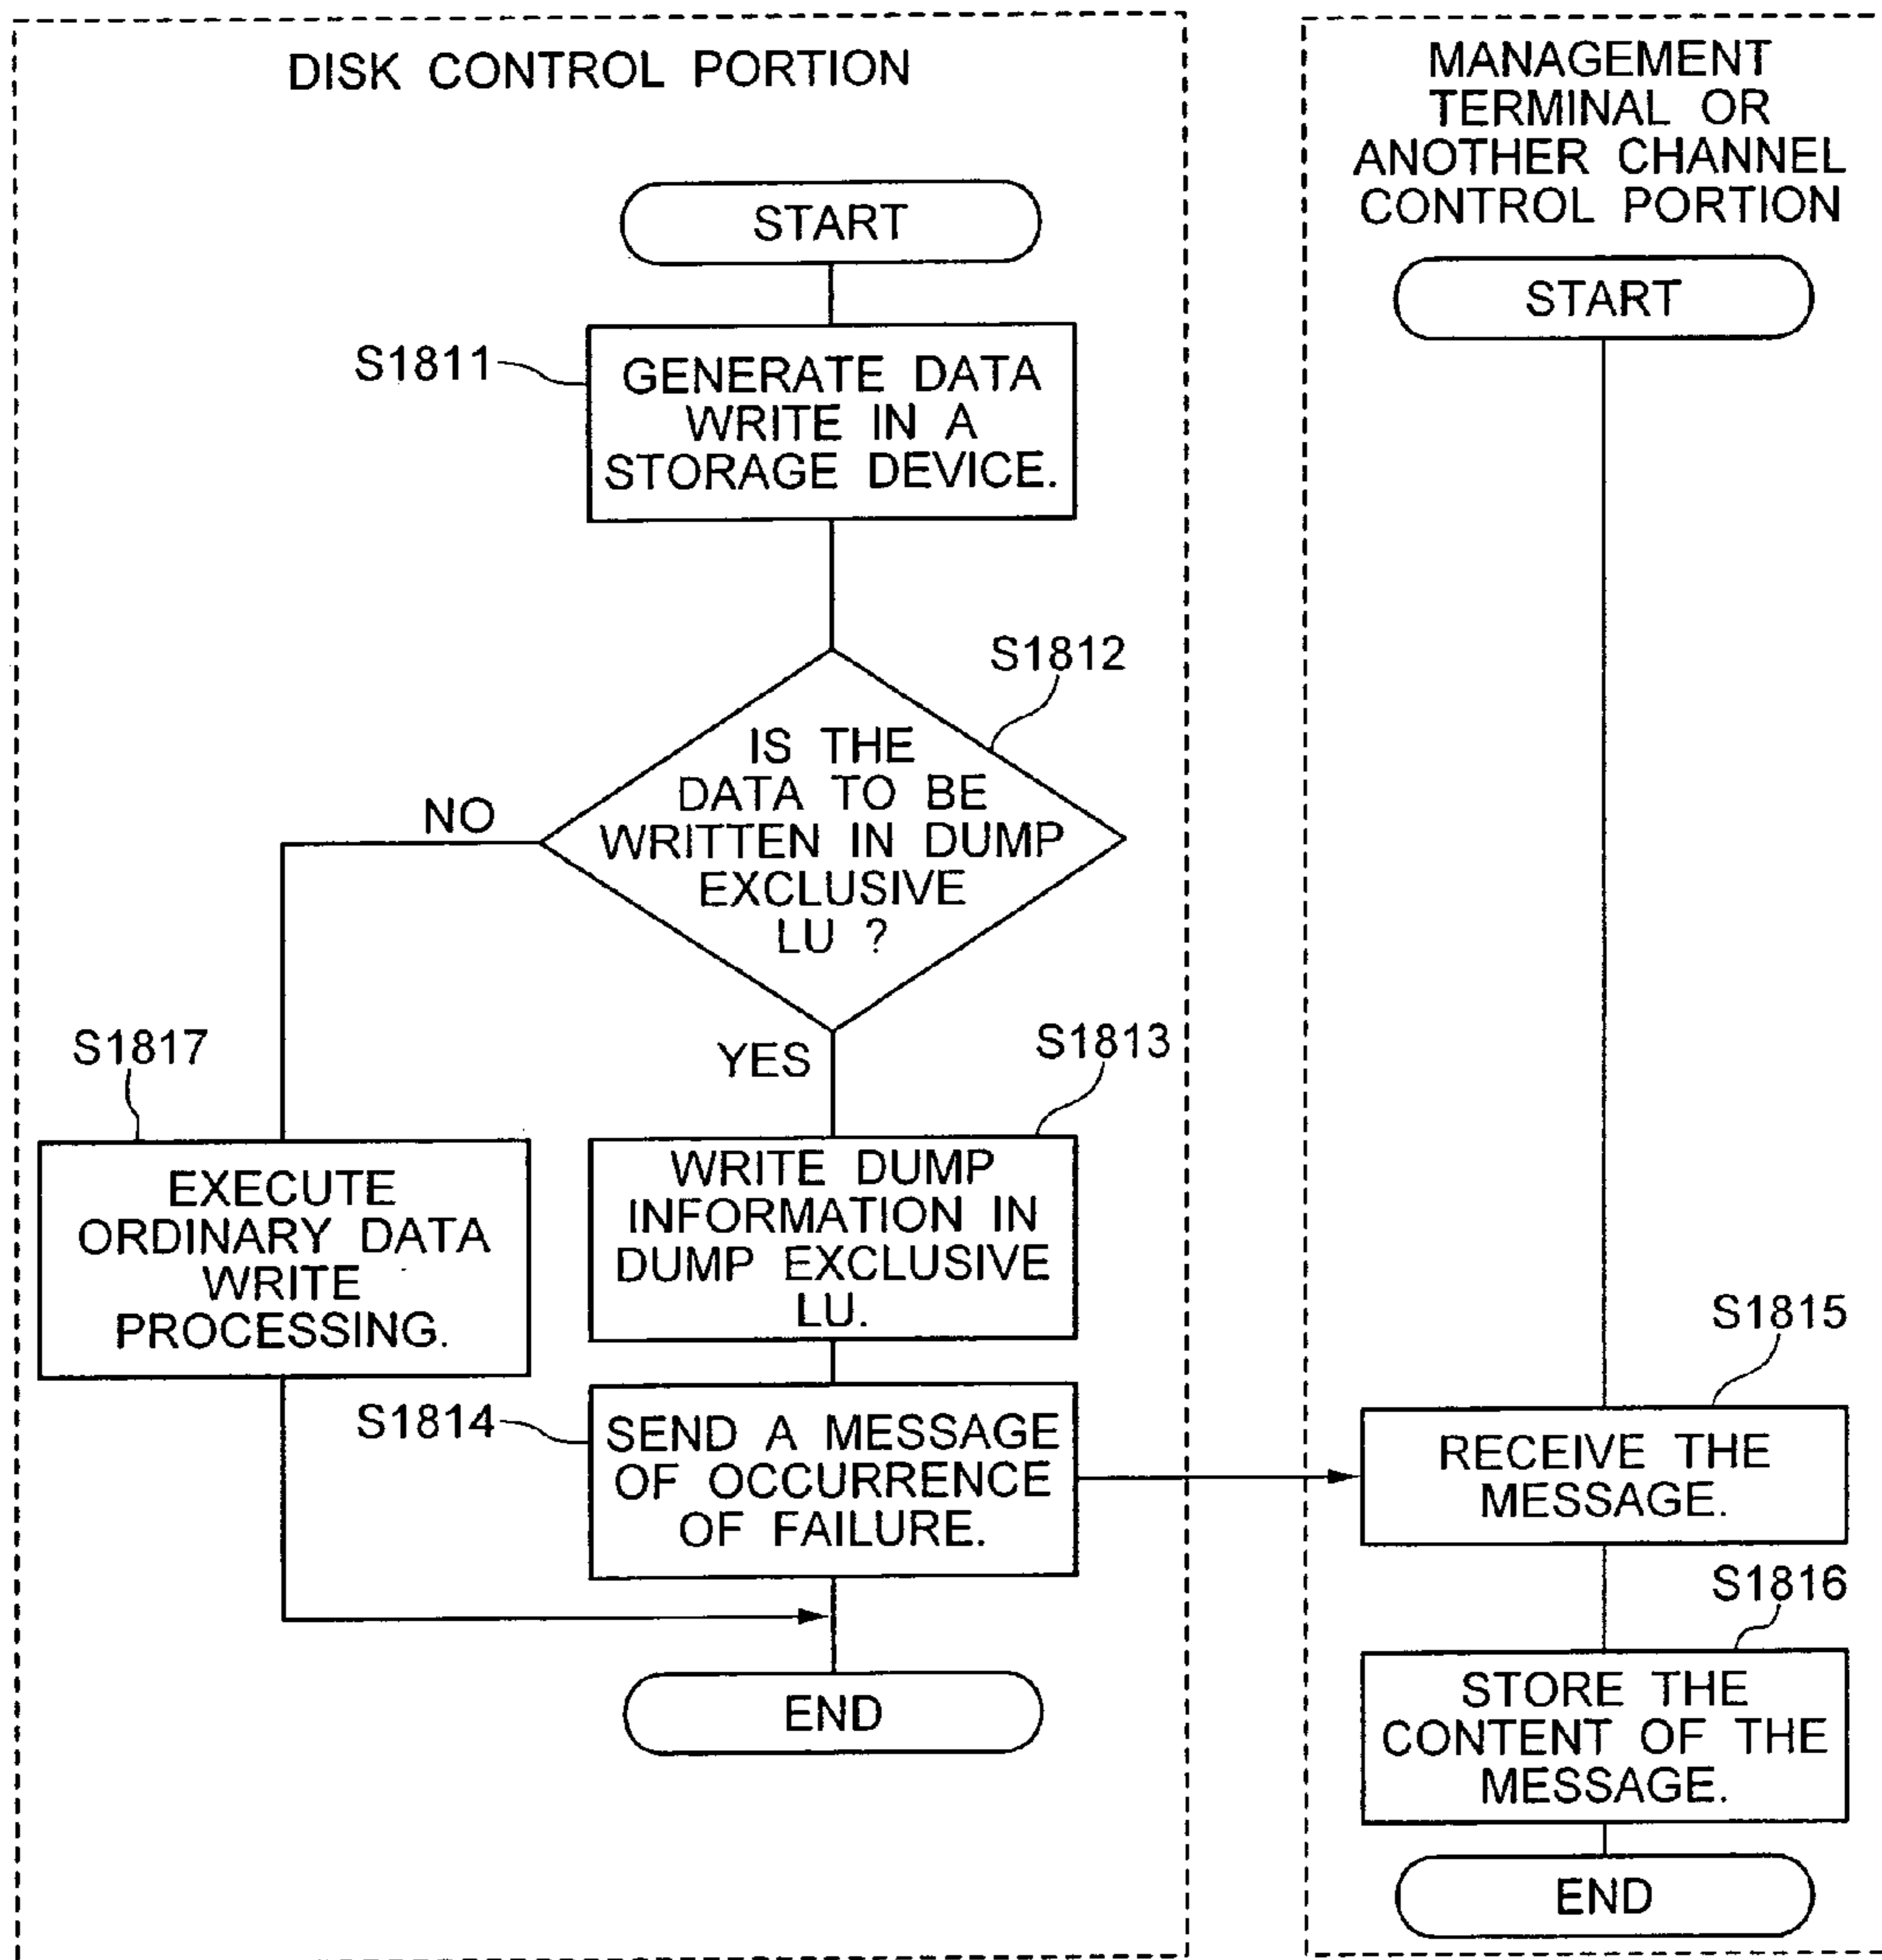 DISK CONTROL PORTION
START
S1811
GENERATE DATA
WRITE IN A
STORAGE DEVICE.
S1812
IS THE
DATA TO BE
WRITTEN IN DUMP
EXCLUSIVE
LU ?
NO
YES
S1817
EXECUTE
ORDINARY DATA
WRITE
PROCESSING.
S1813
WRITE DUMP
INFORMATION IN
DUMP EXCLUSIVE
LU.
S1814
SEND A MESSAGE
OF OCCURRENCE
OF FAILURE.
END
MANAGEMENT
TERMINAL OR
ANOTHER CHANNEL
CONTROL PORTION
START
S1815
RECEIVE THE
MESSAGE.
S1816
STORE THE
CONTENT OF THE
MESSAGE.
END